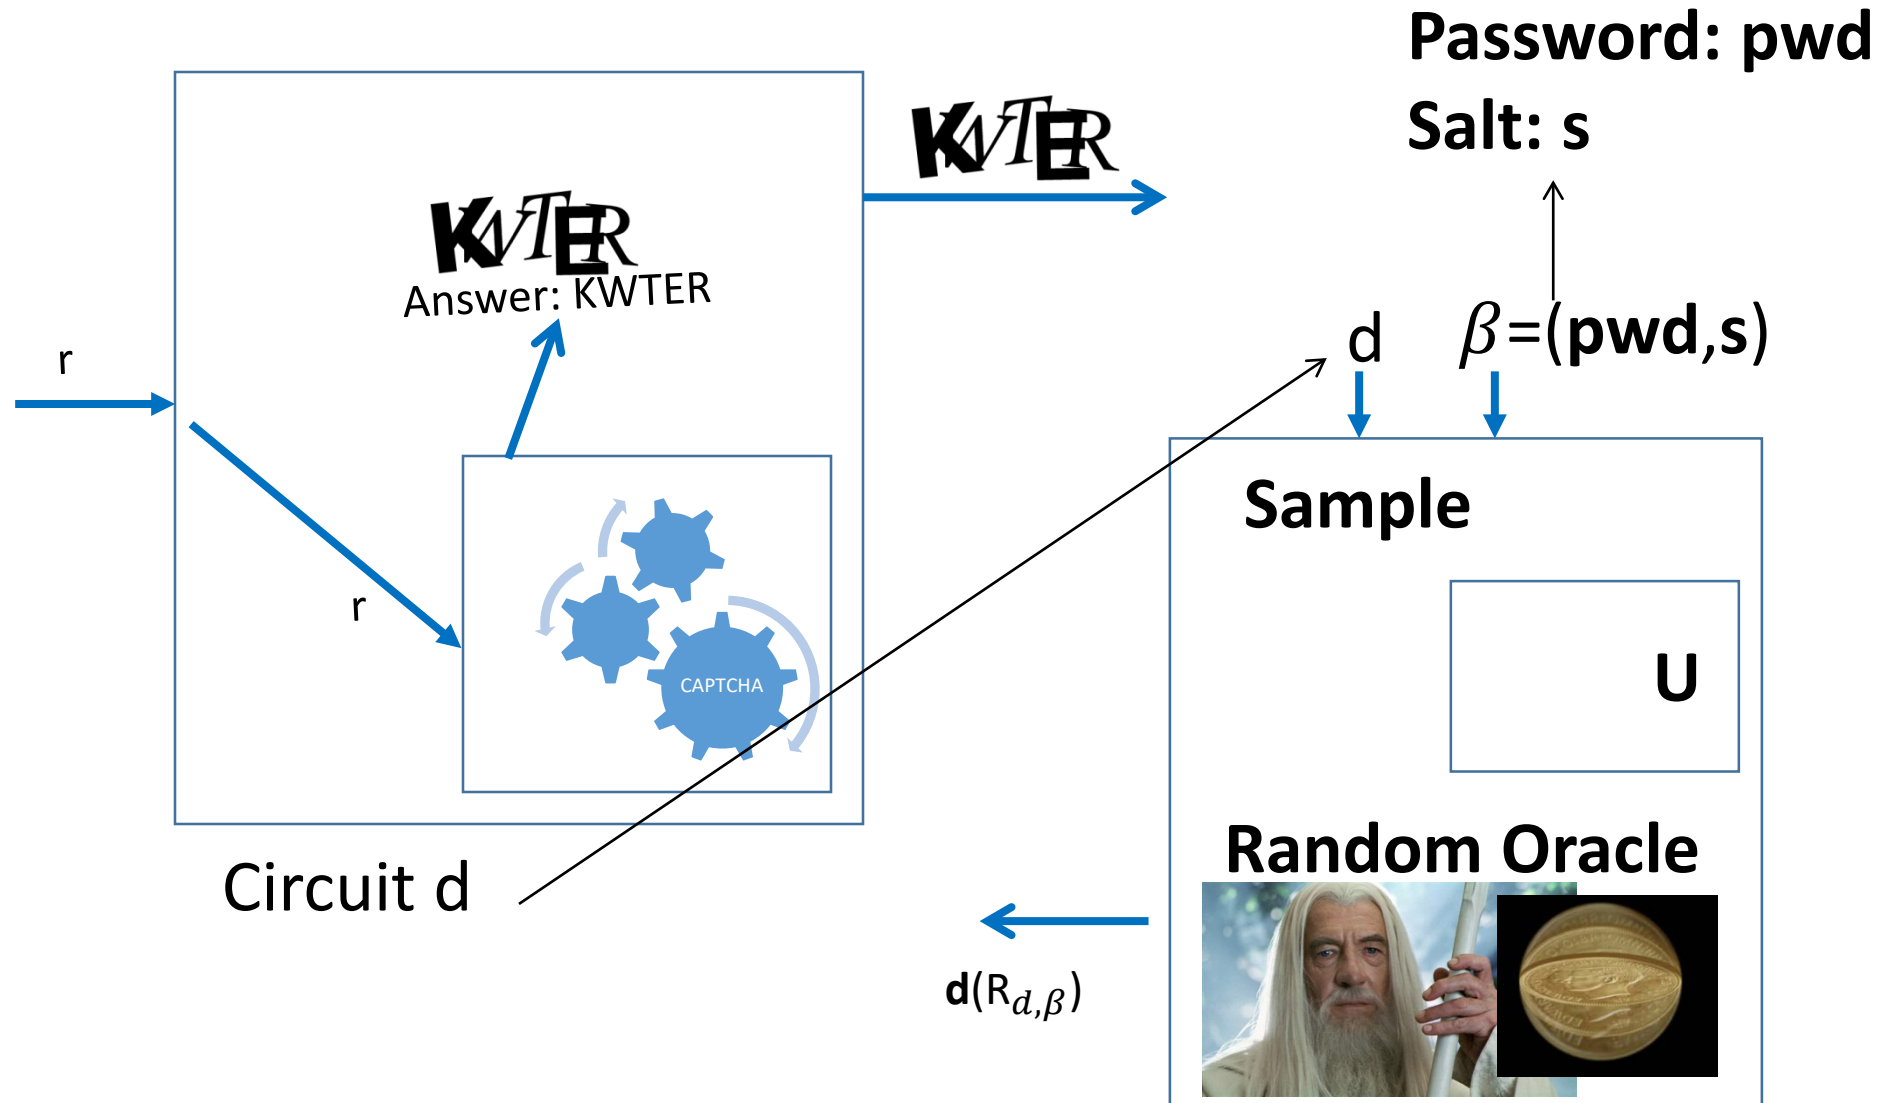 Password: pwd
Salt: s
KWTER
KWTER
Answer: KWTER
r
d
β=(pwd,s)
Sample
r
U
CAPTCHA
Random Oracle
Circuit d
d(R_{d,β})